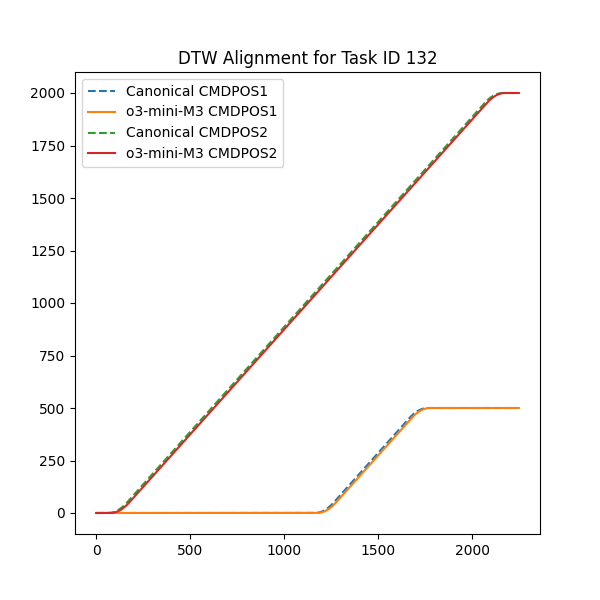 DTW Alignment for Task ID 132
Canonical CMDPOS1
o3-mini-M3 CMDPOS1
Canonical CMDPOS2
o3-mini-M3 CMDPOS2
2000
1750
1500
1250
1000
750
500
250
0
0 500 1000 1500 2000